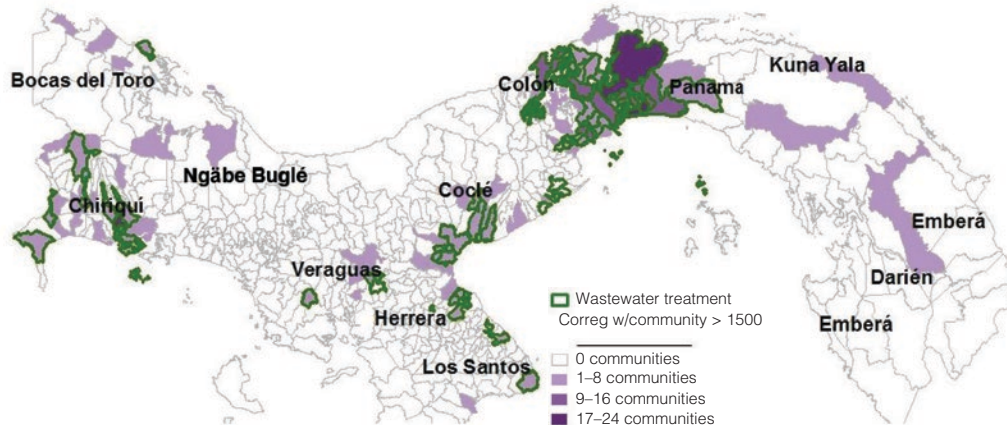 Bocas del Toro
Colón
Kuna Yala
Panama
Ngäbe Buglé
Coclé
Chiriquí
Emberá
Veraguas
Darién
Herrera
Emberá
Los Santos
Wastewater treatment
Correg w/community > 1500
0 communities
1–8 communities
9–16 communities
17–24 communities